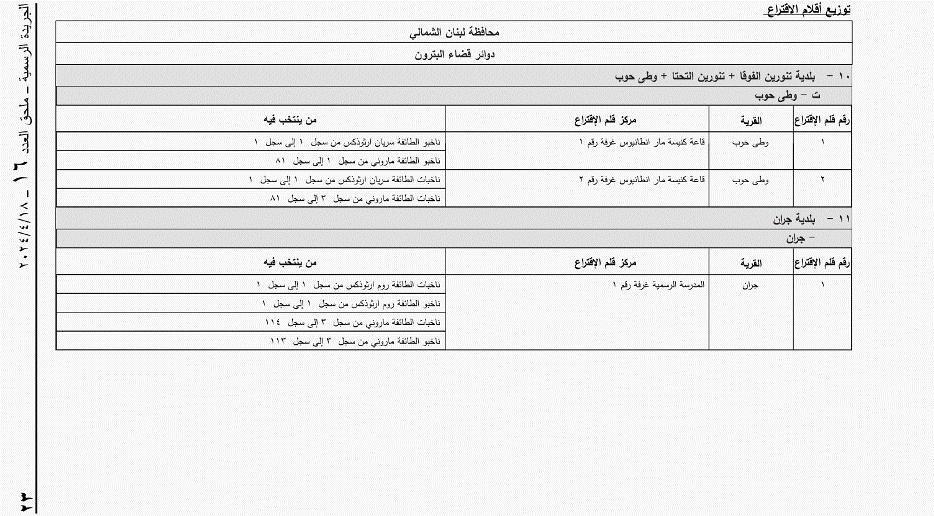 الجريدة الرسمية – ملحق العدد ١٦ – ٢٠٢٤/٤/١٨
توزيع أقلام الإقتراع
محافظة لبنان الشمالي
دوائر قضاء البترون
١٠ – بلدية تنورين الفوقا + تنورين التحتا + وطى حوب
ت – وطى حوب
رقم قلم الإقتراع القرية مركز قلم الإقتراع من ينتخب فيه
١ وطى حوب قاعة كنيسة مار انطانيوس غرفة رقم ١ ناخبو الطائفة سريان ارثوذكس من سجل ١ إلى سجل ١
ناخبو الطائفة ماروني من سجل ١ إلى سجل ٨١
٢ وطى حوب قاعة كنيسة مار انطانيوس غرفة رقم ٢ ناخبات الطائفة سريان ارثوذكس من سجل ١ إلى سجل ١
ناخبات الطائفة ماروني من سجل ٣ إلى سجل ٨١
١١ – بلدية جران
– جران
رقم قلم الإقتراع القرية مركز قلم الإقتراع من ينتخب فيه
١ جران المدرسة الرسمية غرفة رقم ١ ناخبات الطائفة روم ارثوذكس من سجل ١ إلى سجل ١
ناخبو الطائفة روم ارثوذكس من سجل ١ إلى سجل ١
ناخبات الطائفة ماروني من سجل ٣ إلى سجل ١١٤
ناخبو الطائفة ماروني من سجل ٣ إلى سجل ١١٣
٢٣